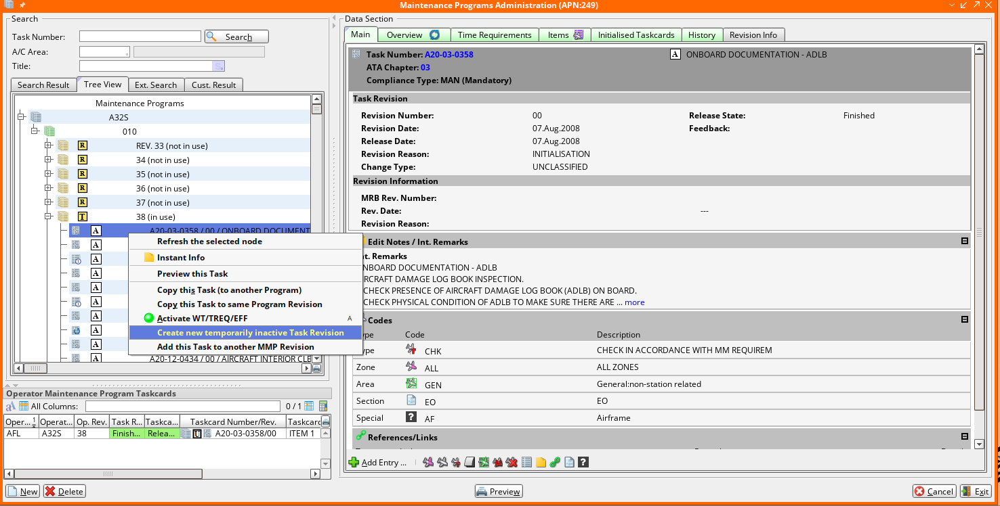 Maintenance Programs Administration (APN:249)
Search
Task Number:
Search
A/C Area:
Title:
Search Result
Tree View
Ext. Search
Cust. Result
Maintenance Programs
A32S
010
R REV. 33 (not in use)
R 34 (not in use)
R 35 (not in use)
R 36 (not in use)
R 37 (not in use)
T 38 (in use)
A A20-03-0358 / 00 / ONBOARD DOCUMENT
A
A
A
A
A
A
A
A
A A20-12-0434 / 00 / AIRCRAFT INTERIOR CLE
Refresh the selected node
Instant Info
Preview this Task
Copy this Task (to another Program)
Copy this Task to same Program Revision
Activate WT/TREQ/EFF A
Create new temporarily inactive Task Revision
Add this Task to another MMP Revision
Operator Maintenance Program Taskcards
All Columns:
0 / 1
Oper... 1 Operat... Op. Rev. Task R... Taskca... Taskcard Number/Rev. Taskcard
AFL A32S 38 Finish... Relea... U A20-03-0358/00 ITEM 1
New
Delete
Data Section
Main
Overview
Time Requirements
Items
Initialised Taskcards
History
Revision Info
Task Number: A20-03-0358
A ONBOARD DOCUMENTATION - ADLB
ATA Chapter: 03
Compliance Type: MAN (Mandatory)
Task Revision
Revision Number: 00
Release State: Finished
Revision Date: 07.Aug.2008
Feedback:
Release Date: 07.Aug.2008
Revision Reason: INITIALISATION
Change Type: UNCLASSIFIED
Revision Information
MRB Rev. Number:
Rev. Date: ---
Revision Reason:
Edit Notes / Int. Remarks
nt. Remarks
NBOARD DOCUMENTATION - ADLB
IRCRAFT DAMAGE LOG BOOK INSPECTION.
CHECK PRESENCE OF AIRCRAFT DAMAGE LOG BOOK (ADLB) ON BOARD.
CHECK PHYSICAL CONDITION OF ADLB TO MAKE SURE THERE ARE ... more
Codes
ype Code Description
ype CHK CHECK IN ACCORDANCE WITH MM REQUIREM
Zone ALL ALL ZONES
Area GEN General:non-station related
Section EO EO
Special ? AF Airframe
References/Links
Add Entry ...
Preview
Cancel
Exit